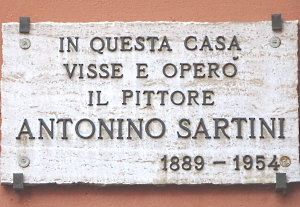 IN QUESTA CASA
VISSE E OPERÒ
IL PITTORE
ANTONINO SARTINI
1889 - 1954